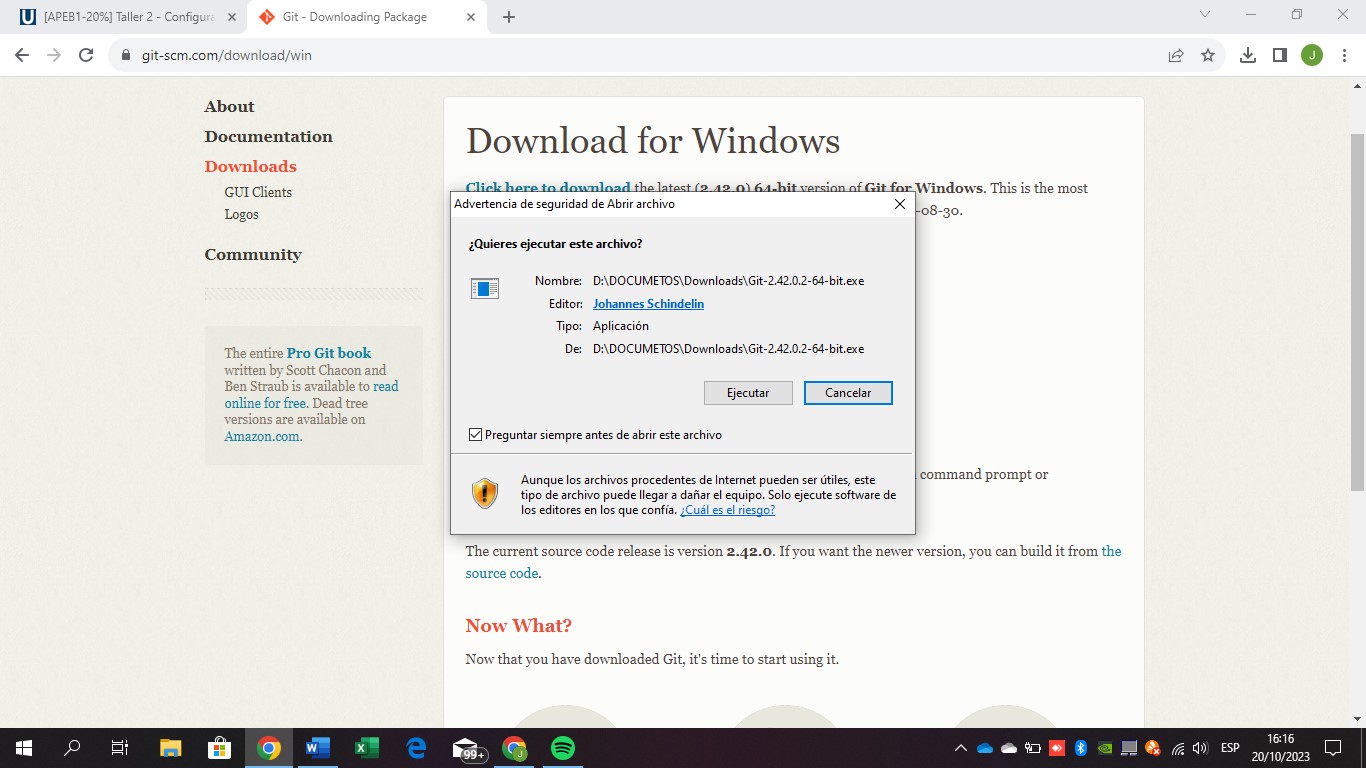 [APEB1-20%] Taller 2 - Configura
Git - Downloading Package
git-scm.com/download/win
J
About
Documentation
Downloads
GUI Clients
Logos
Community
The entire Pro Git book
written by Scott Chacon and
Ben Straub is available to read
online for free. Dead tree
versions are available on
Amazon.com.
Download for Windows
Click here to download the latest (2.42.0) 64-bit version of Git for Windows. This is the most
-08-30.
Advertencia de seguridad de Abrir archivo
¿Quieres ejecutar este archivo?
Nombre: D:\DOCUMETOS\Downloads\Git-2.42.0.2-64-bit.exe
Editor: Johannes Schindelin
Tipo: Aplicación
De: D:\DOCUMETOS\Downloads\Git-2.42.0.2-64-bit.exe
Ejecutar
Cancelar
Preguntar siempre antes de abrir este archivo
command prompt or
Aunque los archivos procedentes de Internet pueden ser útiles, este
tipo de archivo puede llegar a dañar el equipo. Solo ejecute software de
los editores en los que confía. ¿Cuál es el riesgo?
The current source code release is version 2.42.0. If you want the newer version, you can build it from the
source code.
Now What?
Now that you have downloaded Git, it's time to start using it.
99+
J
ESP
16:16
20/10/2023